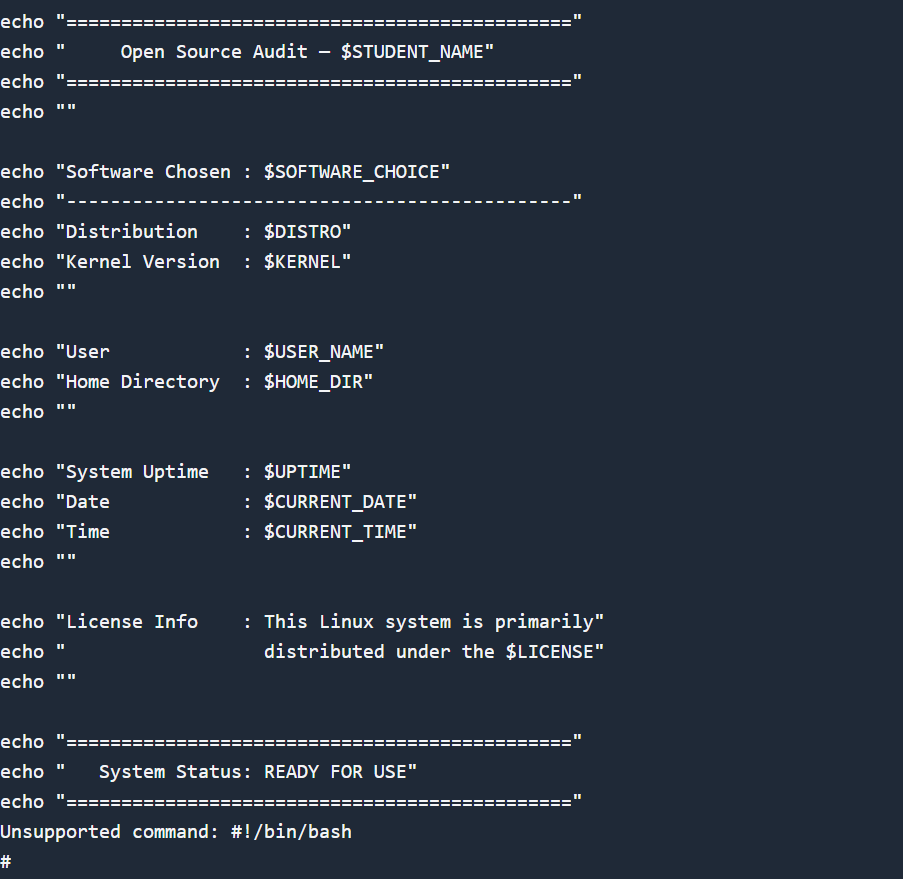 echo "=============================================="
echo "     Open Source Audit — $STUDENT_NAME"
echo "=============================================="
echo ""
echo "Software Chosen : $SOFTWARE_CHOICE"
echo "----------------------------------------------"
echo "Distribution    : $DISTRO"
echo "Kernel Version  : $KERNEL"
echo ""
echo "User            : $USER_NAME"
echo "Home Directory  : $HOME_DIR"
echo ""
echo "System Uptime   : $UPTIME"
echo "Date            : $CURRENT_DATE"
echo "Time            : $CURRENT_TIME"
echo ""
echo "License Info    : This Linux system is primarily"
echo "                  distributed under the $LICENSE"
echo ""
echo "=============================================="
echo "   System Status: READY FOR USE"
echo "=============================================="
Unsupported command: #!/bin/bash
#